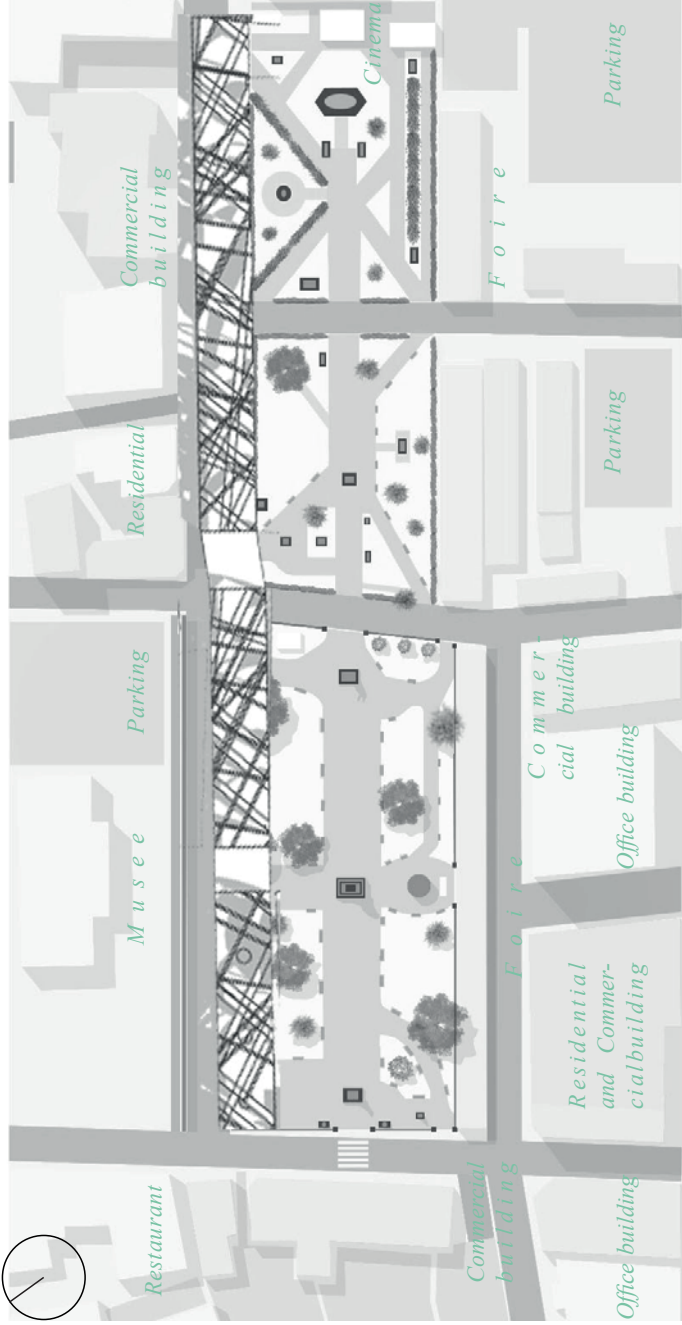 Restaurant
Musee
Parking
Residential
Commercial
building
Cinema
Commercial
building
Foire
Foire
Commer-
cial building
Residential
and Commer-
cialbuilding
Office building
Office building
Parking
Parking